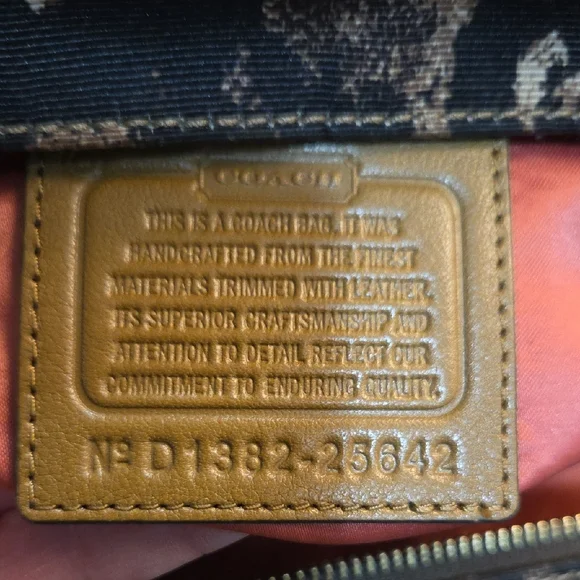 COACH
THIS IS A COACH BAG. IT WAS
HANDCRAFTED FROM THE FINEST
MATERIALS TRIMMED WITH LEATHER.
ITS SUPERIOR CRAFTSMANSHIP AND
ATTENTION TO DETAIL REFLECT OUR
COMMITMENT TO ENDURING QUALITY.
Nº D1382-25642